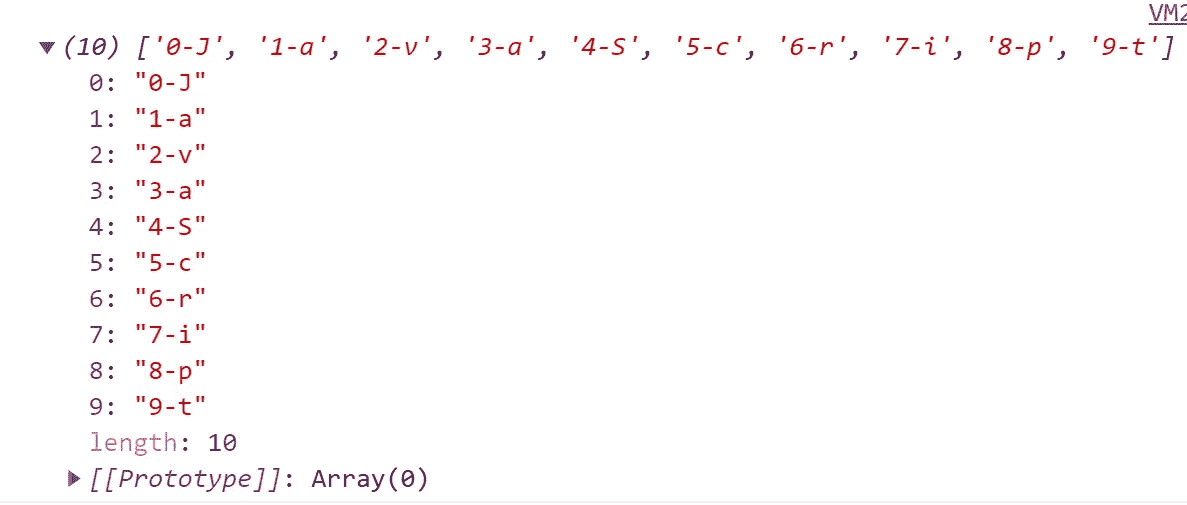 VM2
▼ (10) ['0-J', '1-a', '2-v', '3-a', '4-S', '5-c', '6-r', '7-i', '8-p', '9-t']
0: "0-J"
1: "1-a"
2: "2-v"
3: "3-a"
4: "4-S"
5: "5-c"
6: "6-r"
7: "7-i"
8: "8-p"
9: "9-t"
length: 10
▶ [[Prototype]]: Array(0)